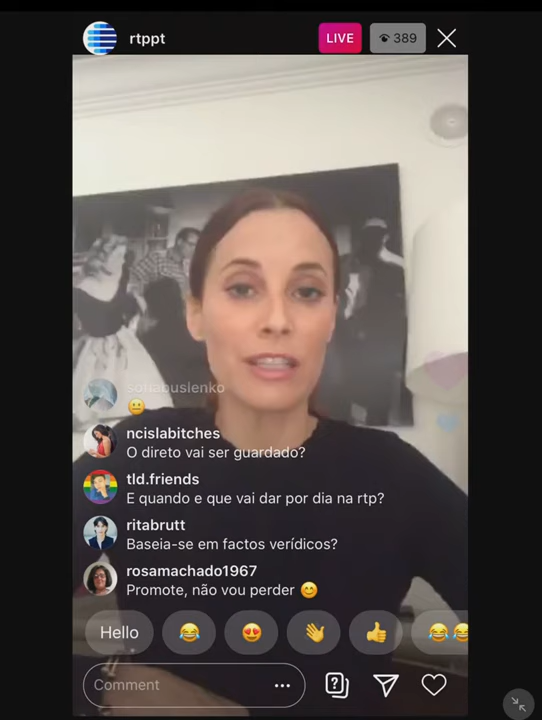 rtppt
LIVE
389
sofiabuslenko
😐
ncislabitches
O direto vai ser guardado?
tld.friends
E quando e que vai dar por dia na rtp?
ritabrutt
Baseia-se em factos verídicos?
rosamachado1967
Promote, não vou perder 😊
Hello 😂 😍 👋 👍 😂😂
Comment